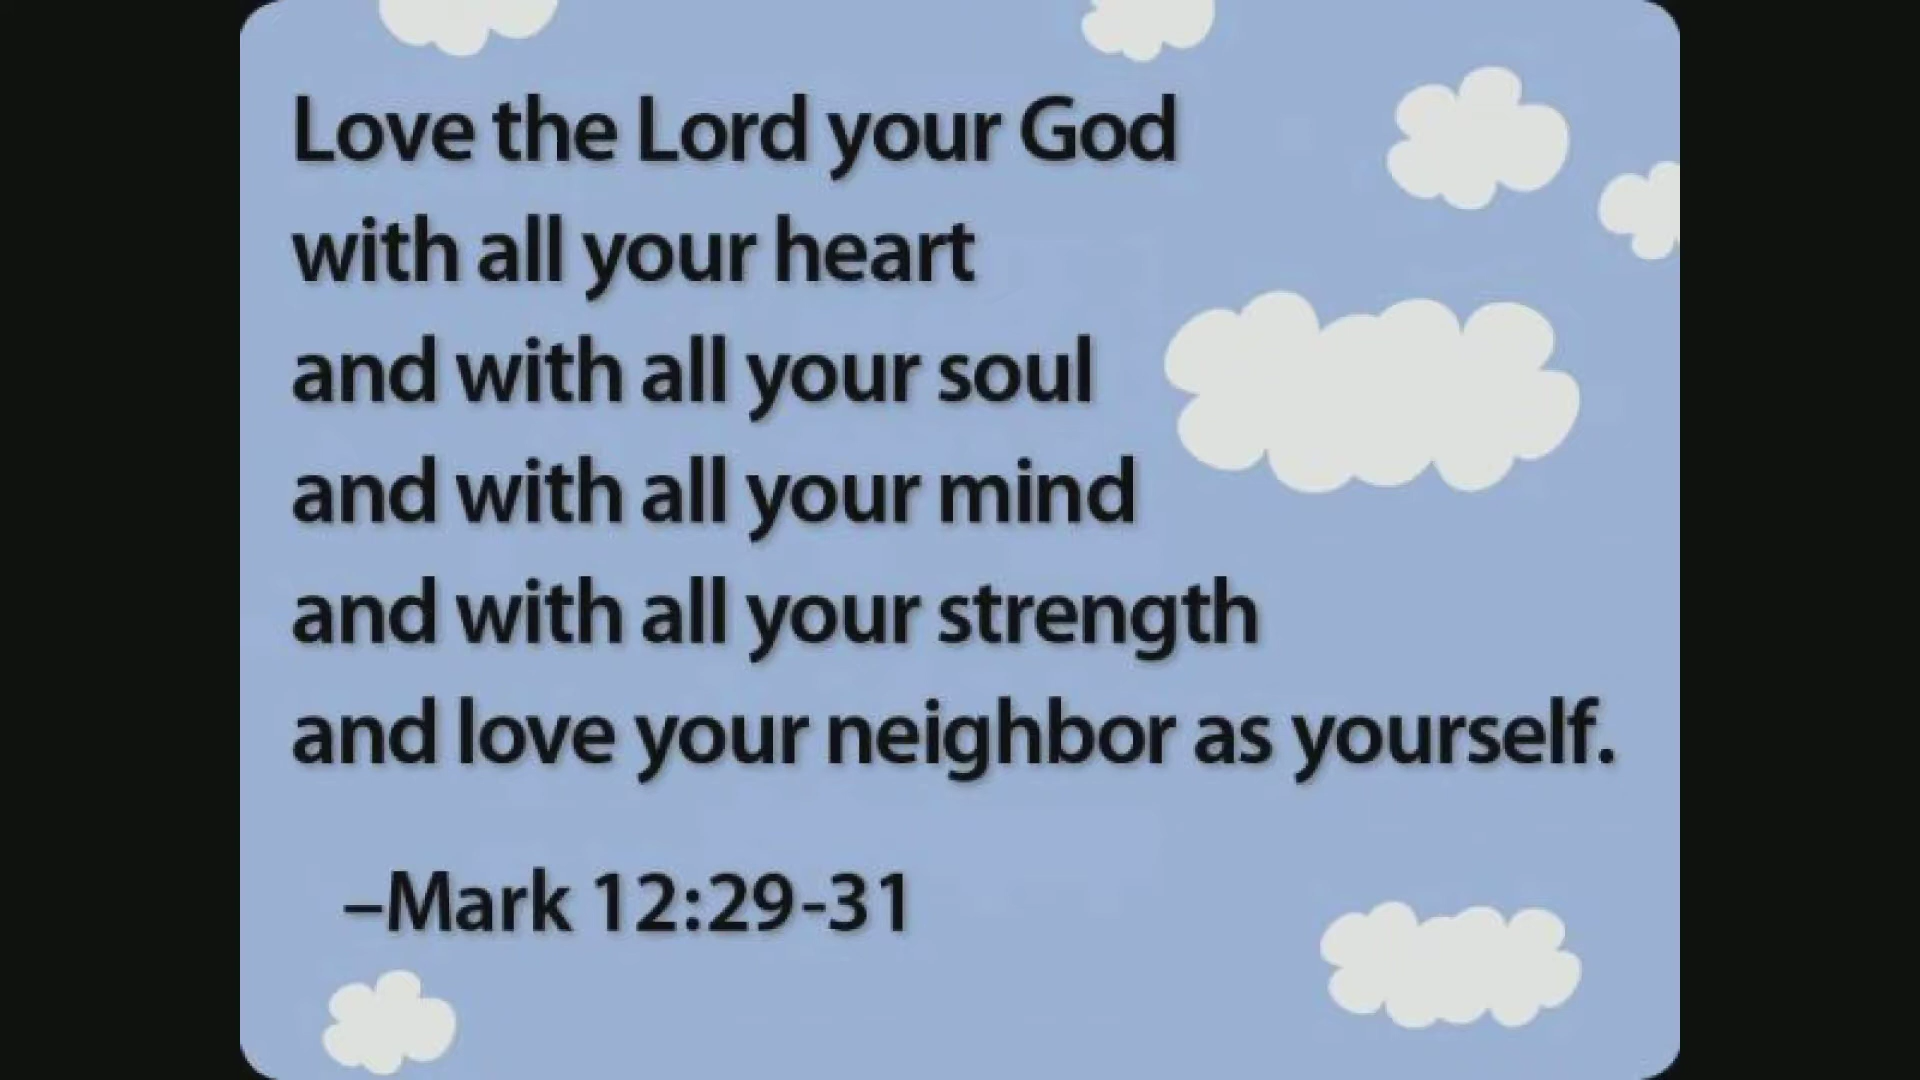 Love the Lord your God
with all your heart
and with all your soul
and with all your mind
and with all your strength
and love your neighbor as yourself.
–Mark 12:29-31